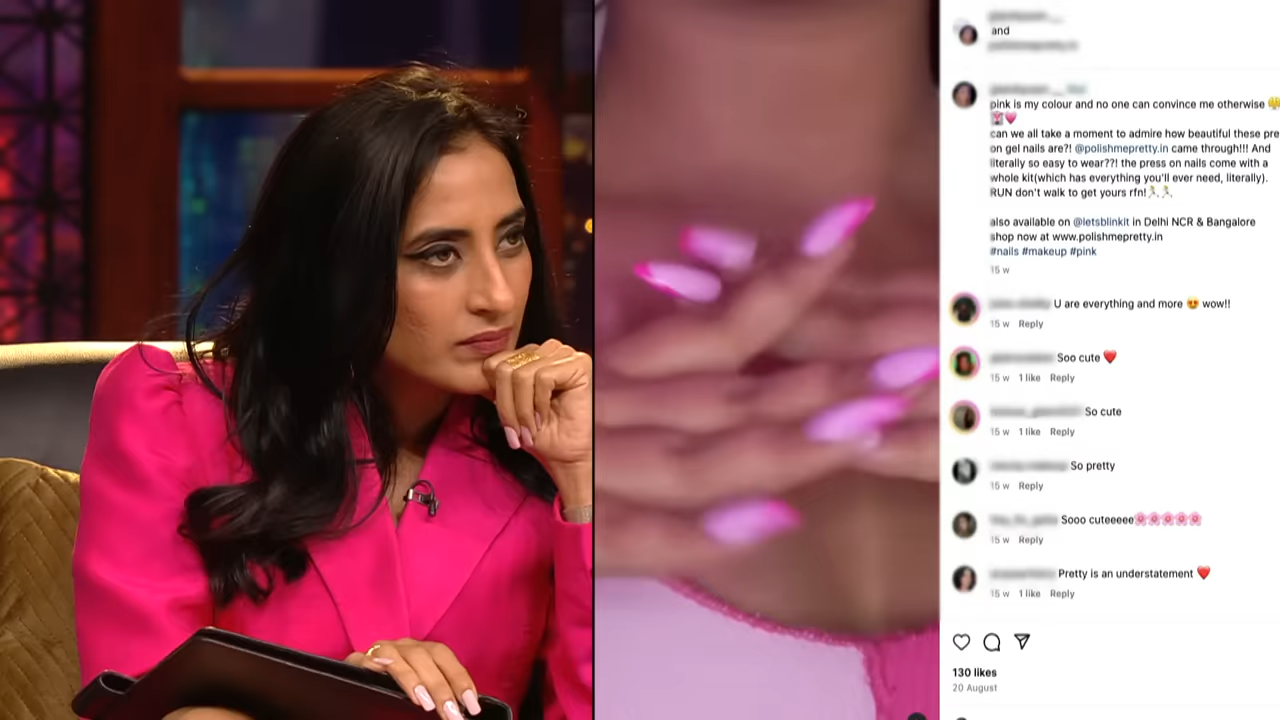 and
pink is my colour and no one can convince me otherwise
can we all take a moment to admire how beautiful these pre
on gel nails are?! @polishmepretty.in came through!!! And
literally so easy to wear??! the press on nails come with a
whole kit(which has everything you'll ever need, literally).
RUN don't walk to get yours rfn!
also available on @letsblinkit in Delhi NCR & Bangalore
shop now at www.polishmepretty.in
#nails #makeup #pink
15 w
U are everything and more 😍 wow!!
15 w Reply
Soo cute ❤️
15 w 1 like Reply
So cute
15 w 1 like Reply
So pretty
15 w Reply
Sooo cuteeeee🌸🌸🌸🌸🌸
15 w Reply
Pretty is an understatement ❤️
15 w 1 like Reply
130 likes
20 August